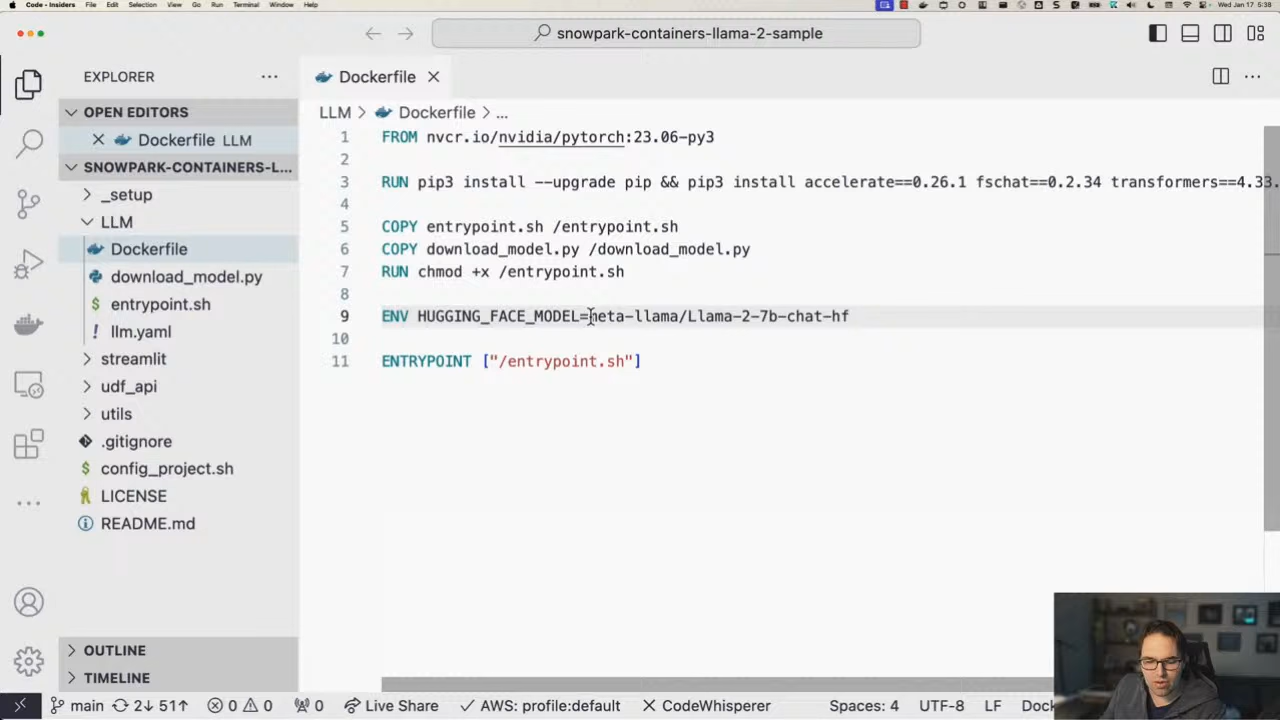 Code - Insiders File Edit Selection View Go Run Terminal Window Help
Wed Jan 17 5:38
snowpark-containers-llama-2-sample
EXPLORER
Dockerfile
OPEN EDITORS
LLM > Dockerfile > ...
Dockerfile LLM
SNOWPARK-CONTAINERS-L...
_setup
LLM
Dockerfile
download_model.py
entrypoint.sh
llm.yaml
streamlit
udf_api
utils
.gitignore
config_project.sh
LICENSE
README.md
OUTLINE
TIMELINE
1 FROM nvcr.io/nvidia/pytorch:23.06-py3
2
3 RUN pip3 install --upgrade pip && pip3 install accelerate==0.26.1 fschat==0.2.34 transformers==4.33.
4
5 COPY entrypoint.sh /entrypoint.sh
6 COPY download_model.py /download_model.py
7 RUN chmod +x /entrypoint.sh
8
9 ENV HUGGING_FACE_MODEL=meta-llama/Llama-2-7b-chat-hf
10
11 ENTRYPOINT ["/entrypoint.sh"]
main 2↓ 51↑ 0 0 0 Live Share AWS: profile:default CodeWhisperer Spaces: 4 UTF-8 LF Dock